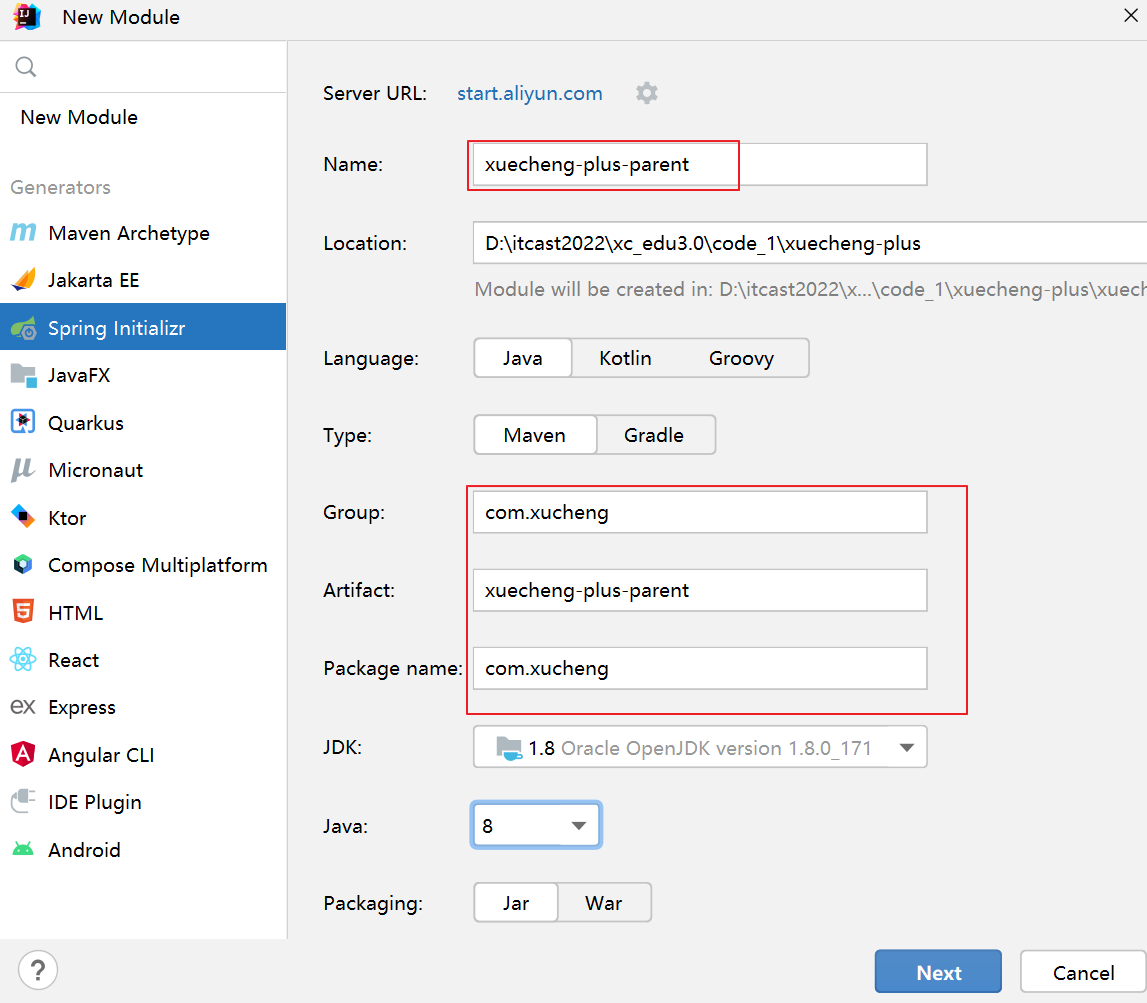 New Module
New Module
Generators
Maven Archetype
Jakarta EE
Spring Initializr
JavaFX
Quarkus
Micronaut
Ktor
Compose Multiplatform
HTML
React
Express
Angular CLI
IDE Plugin
Android
Server URL: start.aliyun.com
Name: xuecheng-plus-parent
Location: D:\itcast2022\xc_edu3.0\code_1\xuecheng-plus
Module will be created in: D:\itcast2022\x...\code_1\xuecheng-plus\xuech
Language: Java Kotlin Groovy
Type: Maven Gradle
Group: com.xucheng
Artifact: xuecheng-plus-parent
Package name: com.xucheng
JDK: 1.8 Oracle OpenJDK version 1.8.0_171
Java: 8
Packaging: Jar War
? Next Cancel